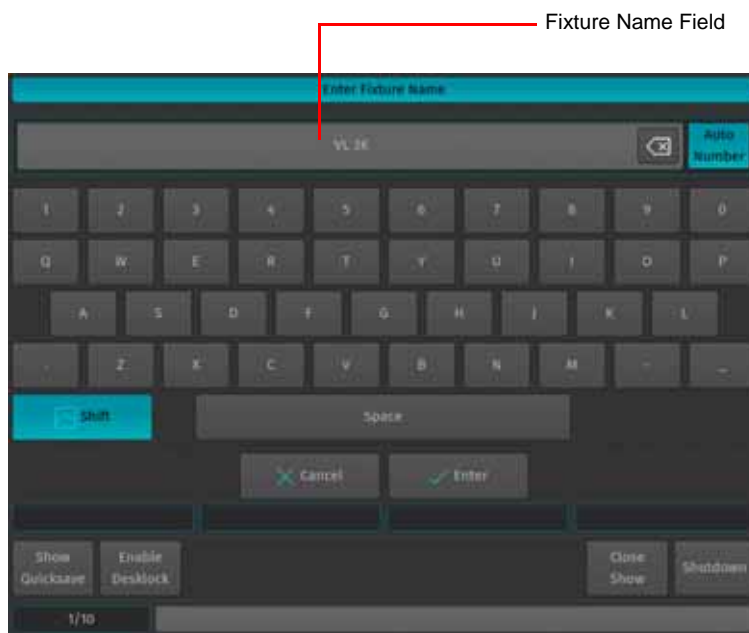 Fixture Name Field
Enter Fixture Name
VL 2K
Auto
Number
1 2 3 4 5 6 7 8 9 0
Q W E R T Y U I O P
A S D F G H J K L
. Z X C V B N M - _
Shift Space
Cancel Enter
Show
Quicksave
Enable
Desklock
Close
Show
Shutdown
1/10